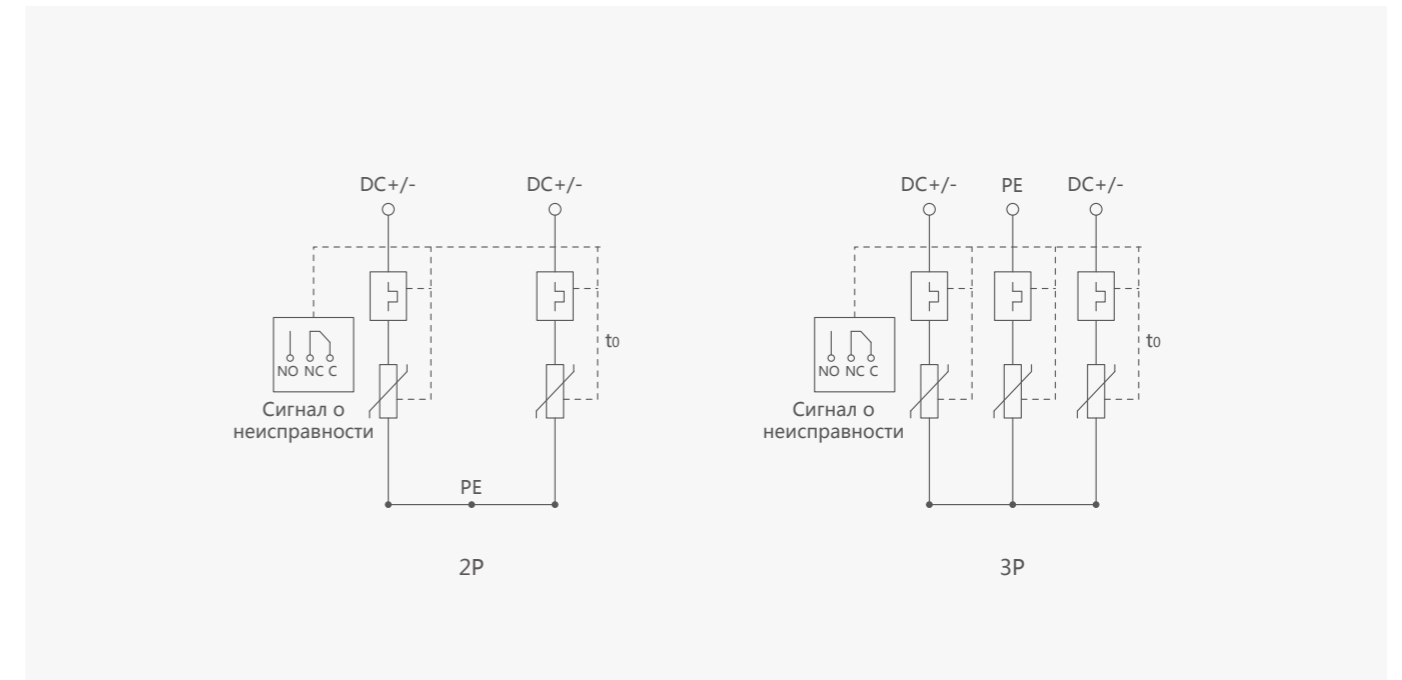 DC+/-
DC+/-
NO NC C
t0
Сигнал о
неисправности
PE
2P
DC+/-
PE
DC+/-
NO NC C
t0
Сигнал о
неисправности
3P